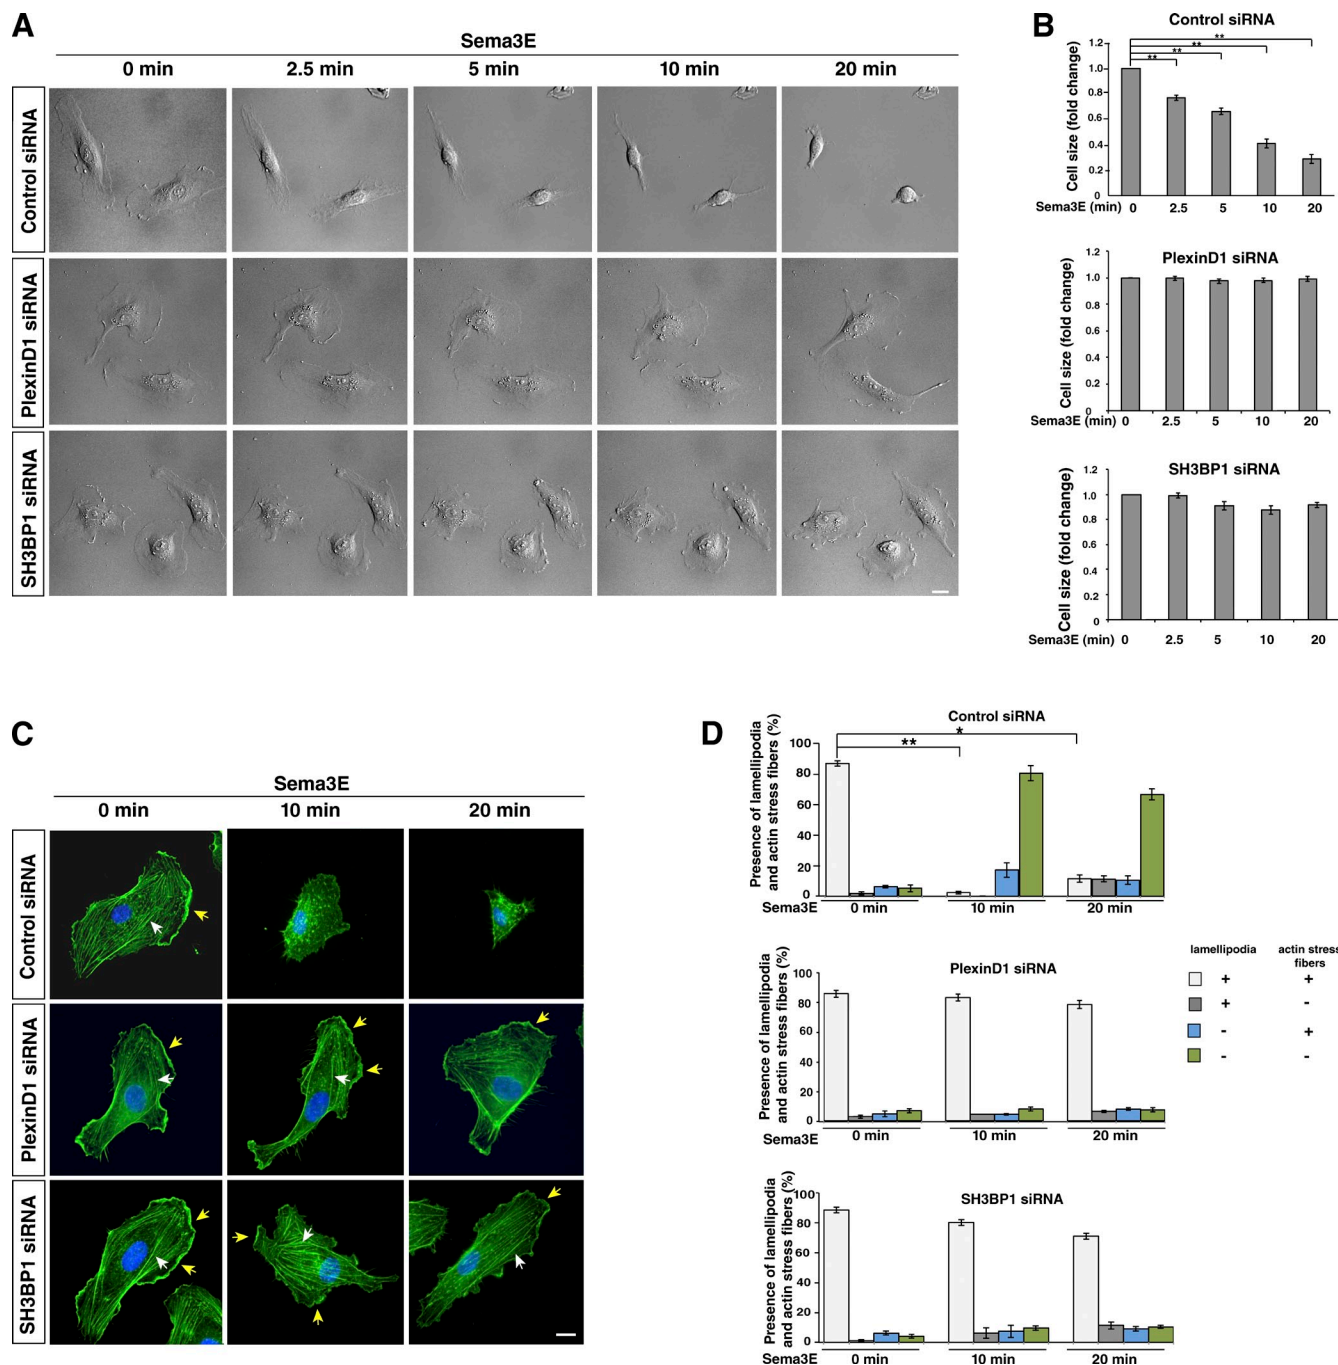 A
Sema3E
0 min 2.5 min 5 min 10 min 20 min
Control siRNA
PlexinD1 siRNA
SH3BP1 siRNA
B
Control siRNA
Cell size (fold change)
1.2
1.0
0.8
0.6
0.4
0.2
0
** ** ** **
Sema3E (min) 0 2.5 5 10 20
PlexinD1 siRNA
Cell size (fold change)
1.2
1.0
0.8
0.6
0.4
0.2
0
Sema3E (min) 0 2.5 5 10 20
SH3BP1 siRNA
Cell size (fold change)
1.2
1.0
0.8
0.6
0.4
0.2
0
Sema3E (min) 0 2.5 5 10 20
C
Sema3E
0 min 10 min 20 min
Control siRNA
PlexinD1 siRNA
SH3BP1 siRNA
D
Control siRNA
Presence of lamellipodia
and actin stress fibers (%)
100
80
60
40
20
0
** *
Sema3E 0 min 10 min 20 min
PlexinD1 siRNA
Presence of lamellipodia
and actin stress fibers (%)
100
80
60
40
20
0
Sema3E 0 min 10 min 20 min
SH3BP1 siRNA
Presence of lamellipodia
and actin stress fibers (%)
100
80
60
40
20
0
Sema3E 0 min 10 min 20 min
lamellipodia actin stress
fibers
+ +
+ -
- +
- -